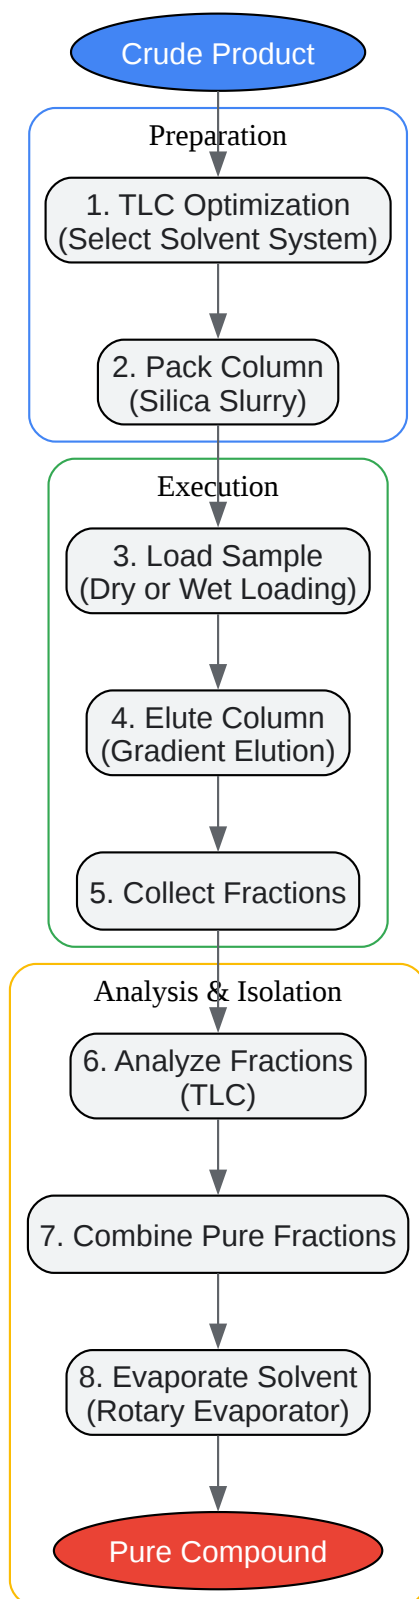 Crude Product
Preparation
1. TLC Optimization
(Select Solvent System)
2. Pack Column
(Silica Slurry)
Execution
3. Load Sample
(Dry or Wet Loading)
4. Elute Column
(Gradient Elution)
5. Collect Fractions
Analysis & Isolation
6. Analyze Fractions
(TLC)
7. Combine Pure Fractions
8. Evaporate Solvent
(Rotary Evaporator)
Pure Compound